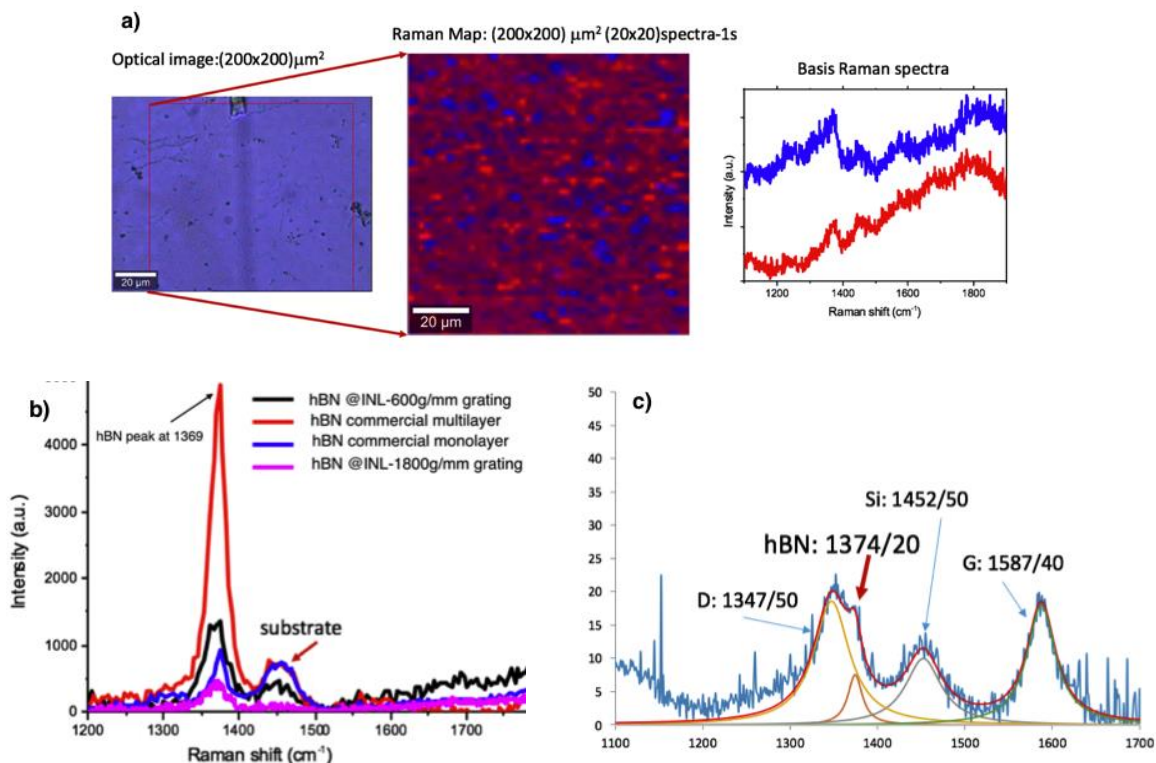 a)
Raman Map: (200x200) μm² (20x20)spectra-1s
Optical image:(200x200)μm²
Basis Raman spectra
20 μm
20 μm
Intensity (a.u.)
1200 1400 1600 1800
Raman shift (cm⁻¹)
b)
hBN peak at 1369
hBN @INL-600g/mm grating
hBN commercial multilayer
hBN commercial monolayer
hBN @INL-1800g/mm grating
substrate
Intensity (a.u.)
4000
3000
2000
1000
0
1200 1300 1400 1500 1600 1700
Raman shift (cm⁻¹)
c)
50
45
40
35
30
25
20
15
10
5
0
Si: 1452/50
hBN: 1374/20
G: 1587/40
D: 1347/50
1100 1200 1300 1400 1500 1600 1700